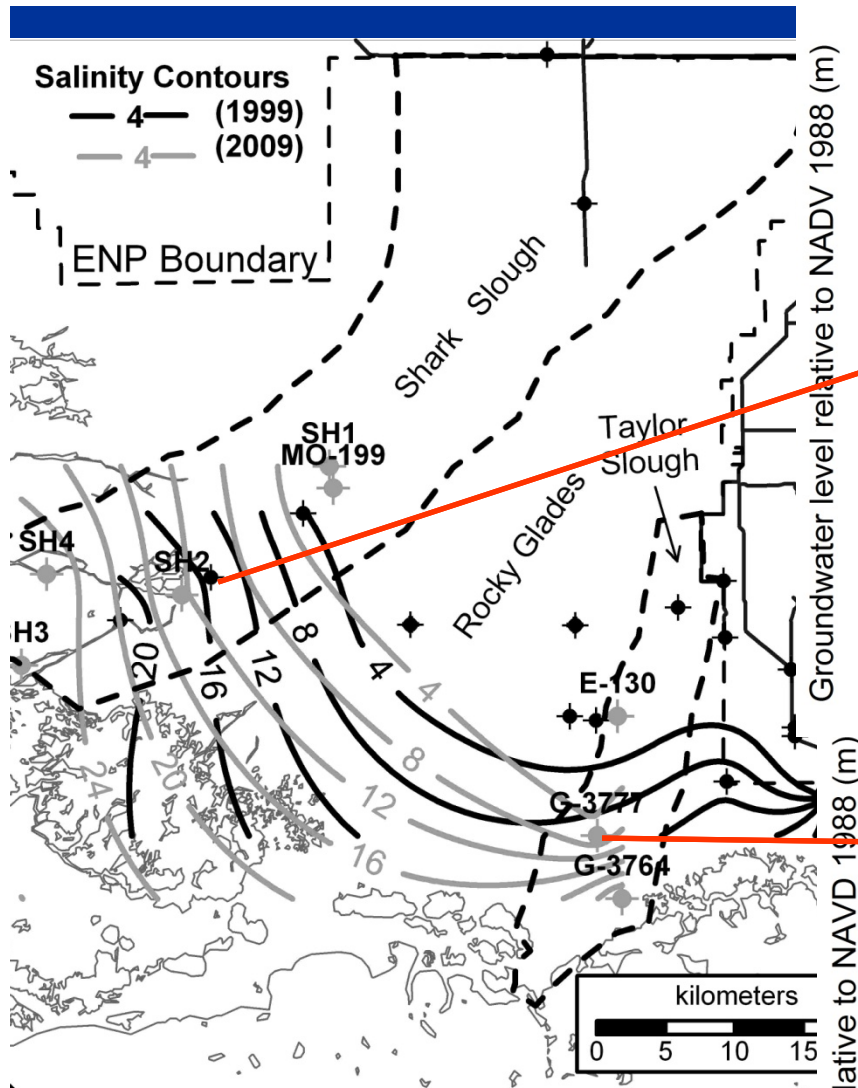 Salinity Contours
4 (1999)
4 (2009)
ENP Boundary
Shark Slough
SH1
MO-199
Taylor
Slough
Rocky Glades
SH4
SH2
H3
E-130
20
16
12
8
4
4
8
12
16
20
24
G-3777
G-3764
kilometers
0 5 10 15
Groundwater level relative to NADV 1988 (m)
lative to NAVD 1988 (m)